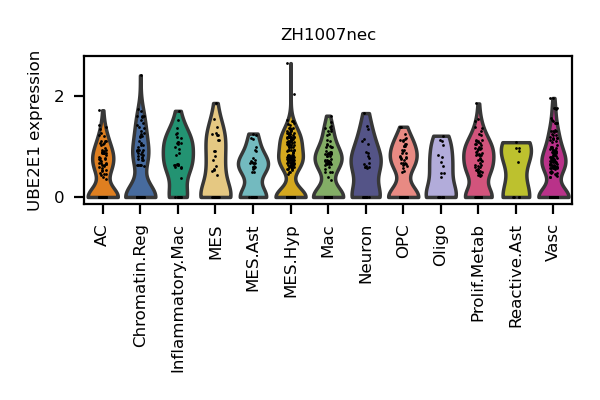 ZH1007nec
UBE2E1 expression
2
0
AC
Chromatin.Reg
Inflammatory.Mac
MES
MES.Ast
MES.Hyp
Mac
Neuron
OPC
Oligo
Prolif.Metab
Reactive.Ast
Vasc